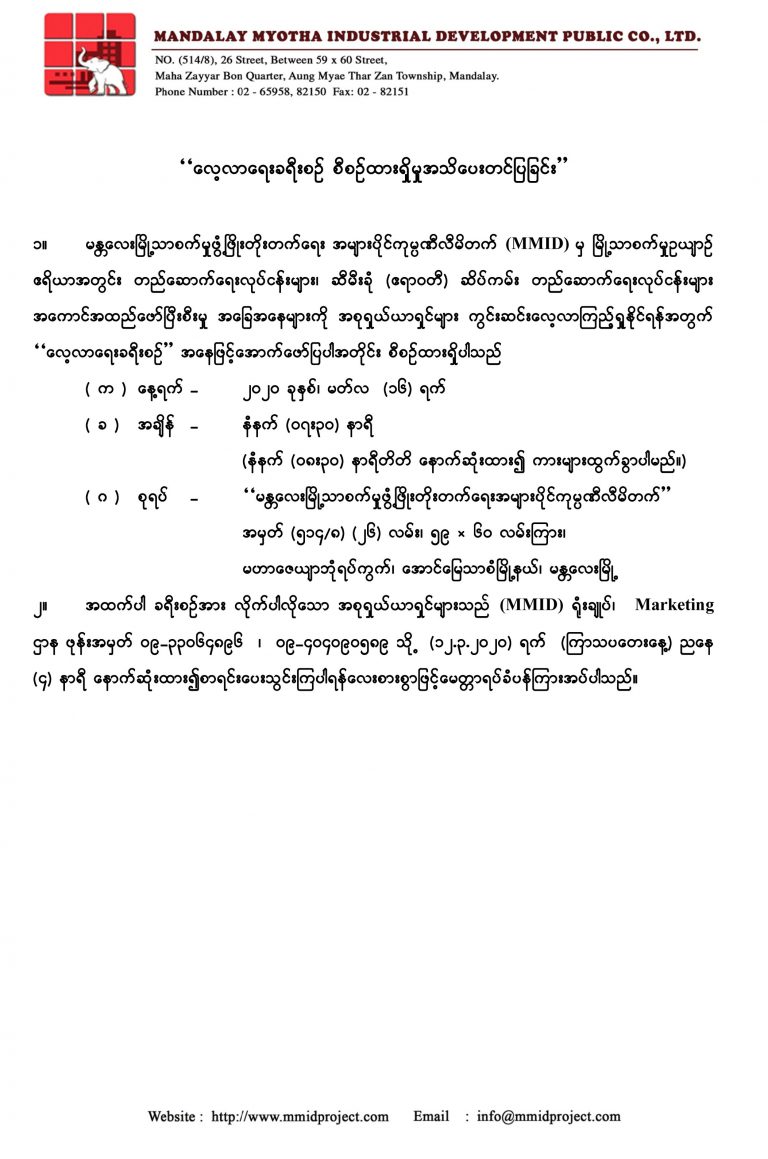 MANDALAY MYOTHA INDUSTRIAL DEVELOPMENT PUBLIC CO., LTD.
NO. (514/8), 26 Street, Between 59 x 60 Street,
Maha Zayyar Bon Quarter, Aung Myae Thar Zan Township, Mandalay.
Phone Number : 02 - 65958, 82150 Fax: 02 - 82151
‘‘လေ့လာရေးခရီးစဉ် စီစဉ်ထားရှိမှုအသိပေးတင်ပြခြင်း’’
၁။ မန္တလေးမြို့သာစက်မှုဖွံ့ဖြိုးတိုးတက်ရေး အများပိုင်ကုမ္ပဏီလီမိတက် (MMID) မှ မြို့သာစက်မှုဥယျာဉ်
ဧရိယာအတွင်း တည်ဆောက်ရေးလုပ်ငန်းများ၊ ဆီမီးခုံ (ဧရာဝတီ) ဆိပ်ကမ်း တည်ဆောက်ရေးလုပ်ငန်းများ
အကောင်အထည်ဖော်ပြီးစီးမှု အခြေအနေများကို အစုရှယ်ယာရှင်များ ကွင်းဆင်းလေ့လာကြည့်ရှုနိုင်ရန်အတွက်
‘‘လေ့လာရေးခရီးစဉ်’’ အနေဖြင့်အောက်ဖော်ပြပါအတိုင်း စီစဉ်ထားရှိပါသည်
( က ) နေ့ရက် – ၂၀၂၀ ခုနှစ်၊ မတ်လ (၁၆) ရက်
( ခ ) အချိန် – နံနက် (၀၇း၃၀) နာရီ
(နံနက် (၀၈း၃၀) နာရီတိတိ နောက်ဆုံးထား၍ ကားများထွက်ခွာပါမည်။)
( ဂ ) စုရပ် – ‘‘မန္တလေးမြို့သာစက်မှုဖွံ့ဖြိုးတိုးတက်ရေးအများပိုင်ကုမ္ပဏီလီမိတက်’’
အမှတ် (၅၁၄/၈) (၂၆) လမ်း၊ ၅၉ × ၆၀ လမ်းကြား၊
မဟာဇေယျာဘုံရပ်ကွက်၊ အောင်မြေသာစံမြို့နယ်၊ မန္တလေးမြို့
၂။ အထက်ပါ ခရီးစဉ်အား လိုက်ပါလိုသော အစုရှယ်ယာရှင်များသည် (MMID) ရုံးချုပ်၊ Marketing
ဌာန ဖုန်းအမှတ် ၀၉–၃၃၀၆၄၈၉၆ ၊ ၀၉–၄၀၄၀၉၀၅၈၉ သို့ (၁၂.၃.၂၀၂၀) ရက် (ကြာသပတေးနေ့) ညနေ
(၄) နာရီ နောက်ဆုံးထား၍စာရင်းပေးသွင်းကြပါရန်လေးစားစွာဖြင့်မေတ္တာရပ်ခံပန်ကြားအပ်ပါသည်။
Website : http://www.mmidproject.com Email : info@mmidproject.com